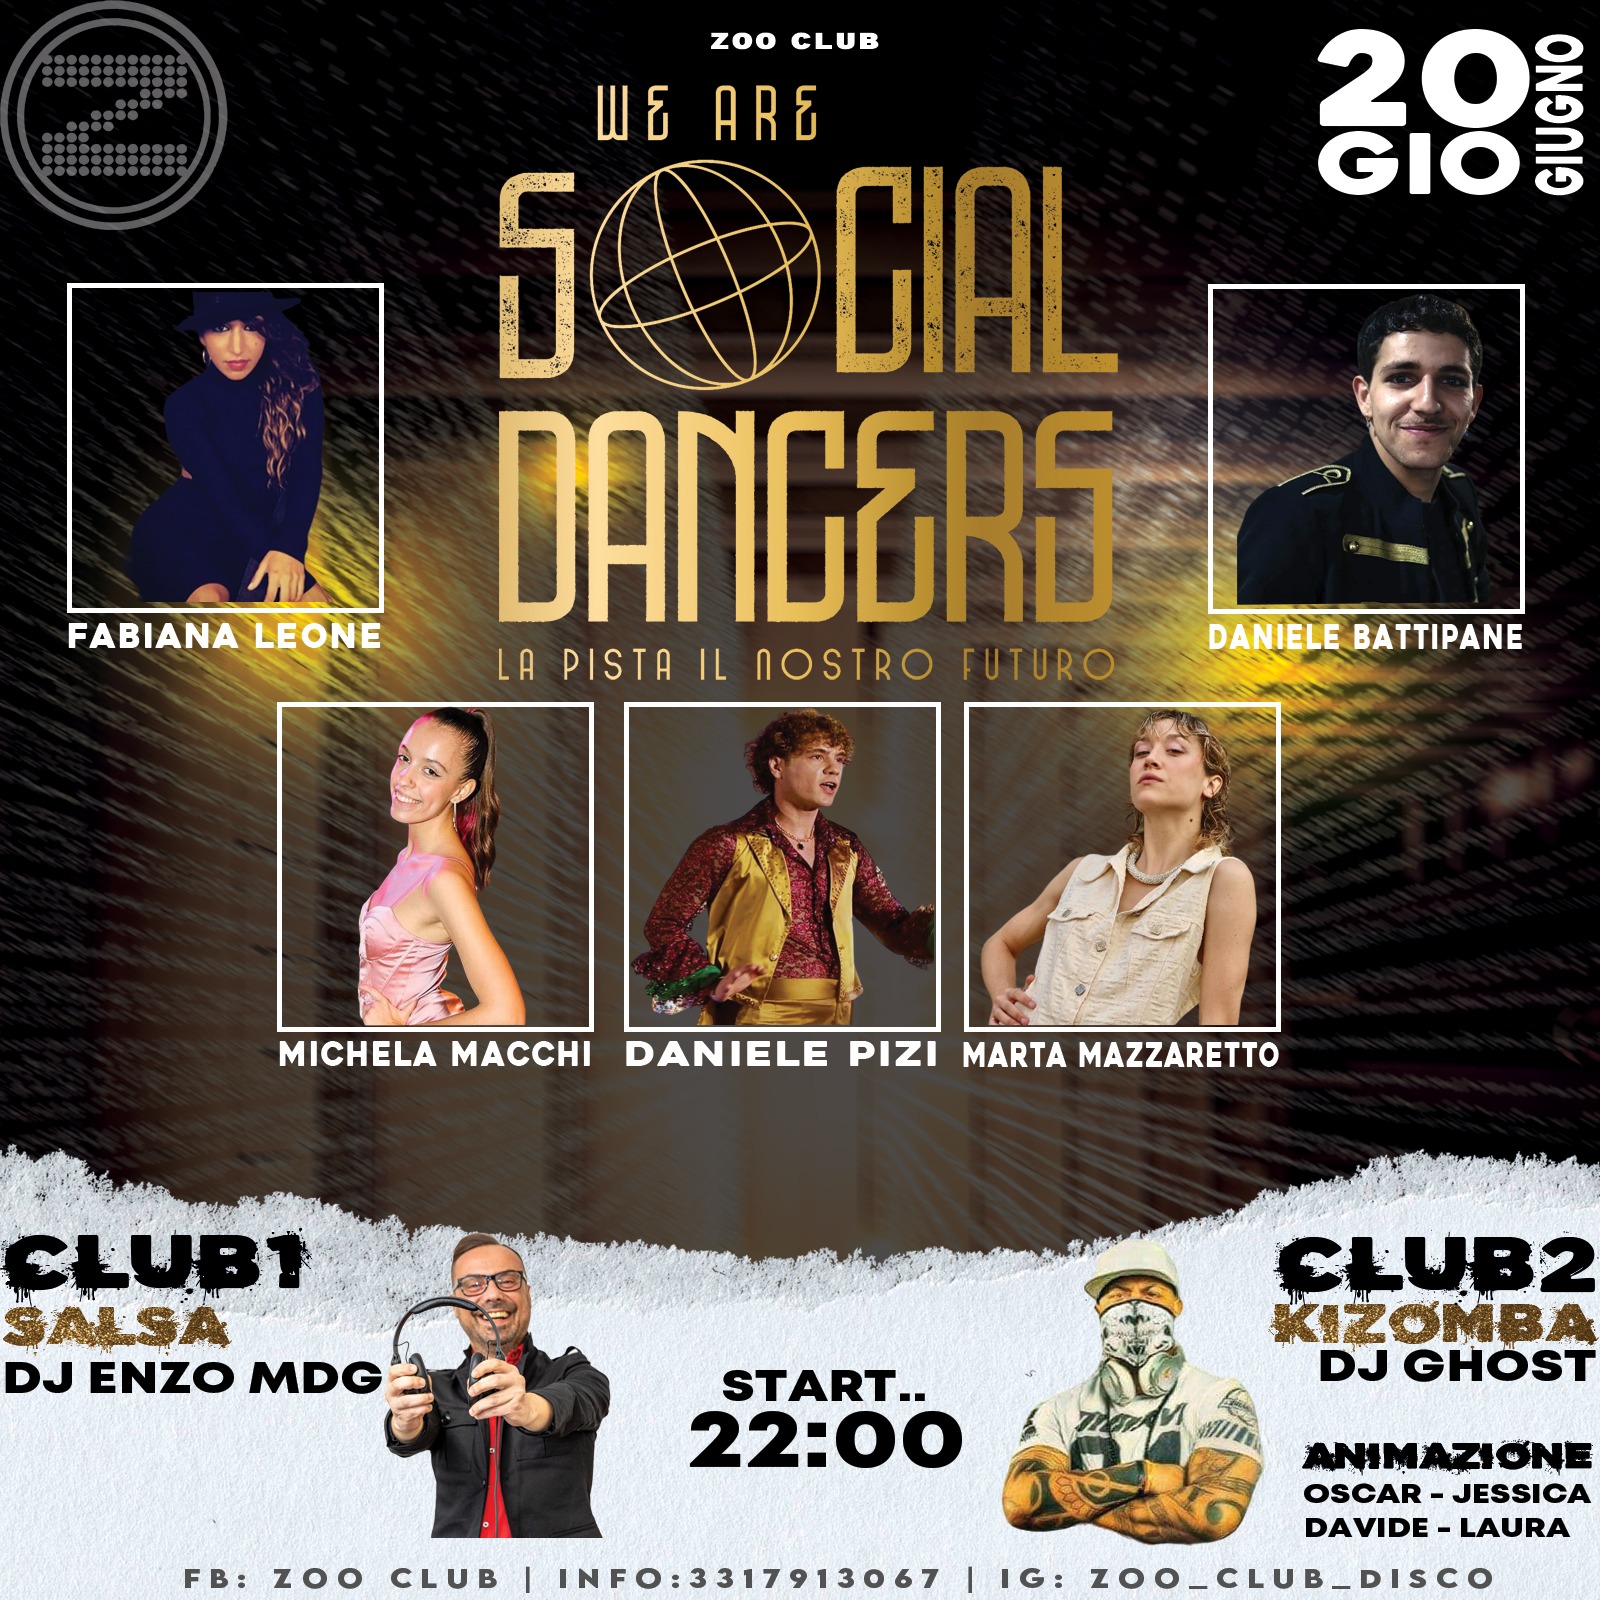 ZOO CLUB
20
GIO
GIUGNO
WE ARE
SOCIAL
DANCERS
LA PISTA IL NOSTRO FUTURO
FABIANA LEONE
DANIELE BATTIPANE
MICHELA MACCHI
DANIELE PIZI
MARTA MAZZARETTO
CLUB1
SALSA
DJ ENZO MDG
START..
22:00
CLUB2
KIZOMBA
DJ GHOST
ANIMAZIONE
OSCAR - JESSICA
DAVIDE - LAURA
FB: ZOO CLUB | INFO:3317913067 | IG: ZOO_CLUB_DISCO